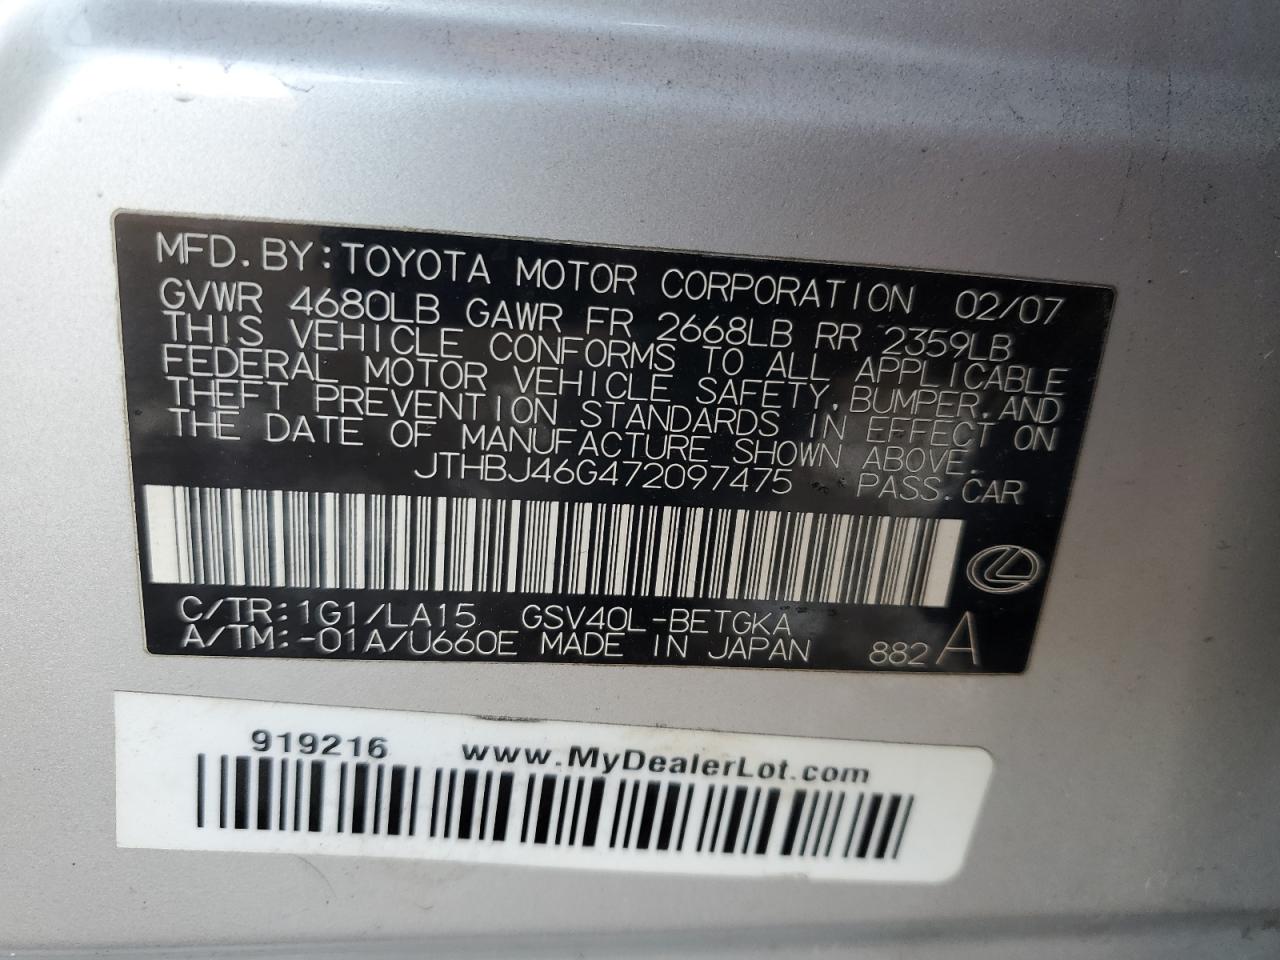 MFD. BY: TOYOTA MOTOR CORPORATION 02/07
GVWR 4680LB GAWR FR 2668LB RR 2359LB
THIS VEHICLE CONFORMS TO ALL APPLICABLE
FEDERAL MOTOR VEHICLE SAFETY, BUMPER, AND
THEFT PREVENTION STANDARDS IN EFFECT ON
THE DATE OF MANUFACTURE SHOWN ABOVE.
JTHBJ46G472097475 PASS. CAR
C/TR: 1G1/LA15 GSV40L-BETGKA
A/TM: -01A/U660E MADE IN JAPAN 882 A
919216 www.MyDealerLot.com